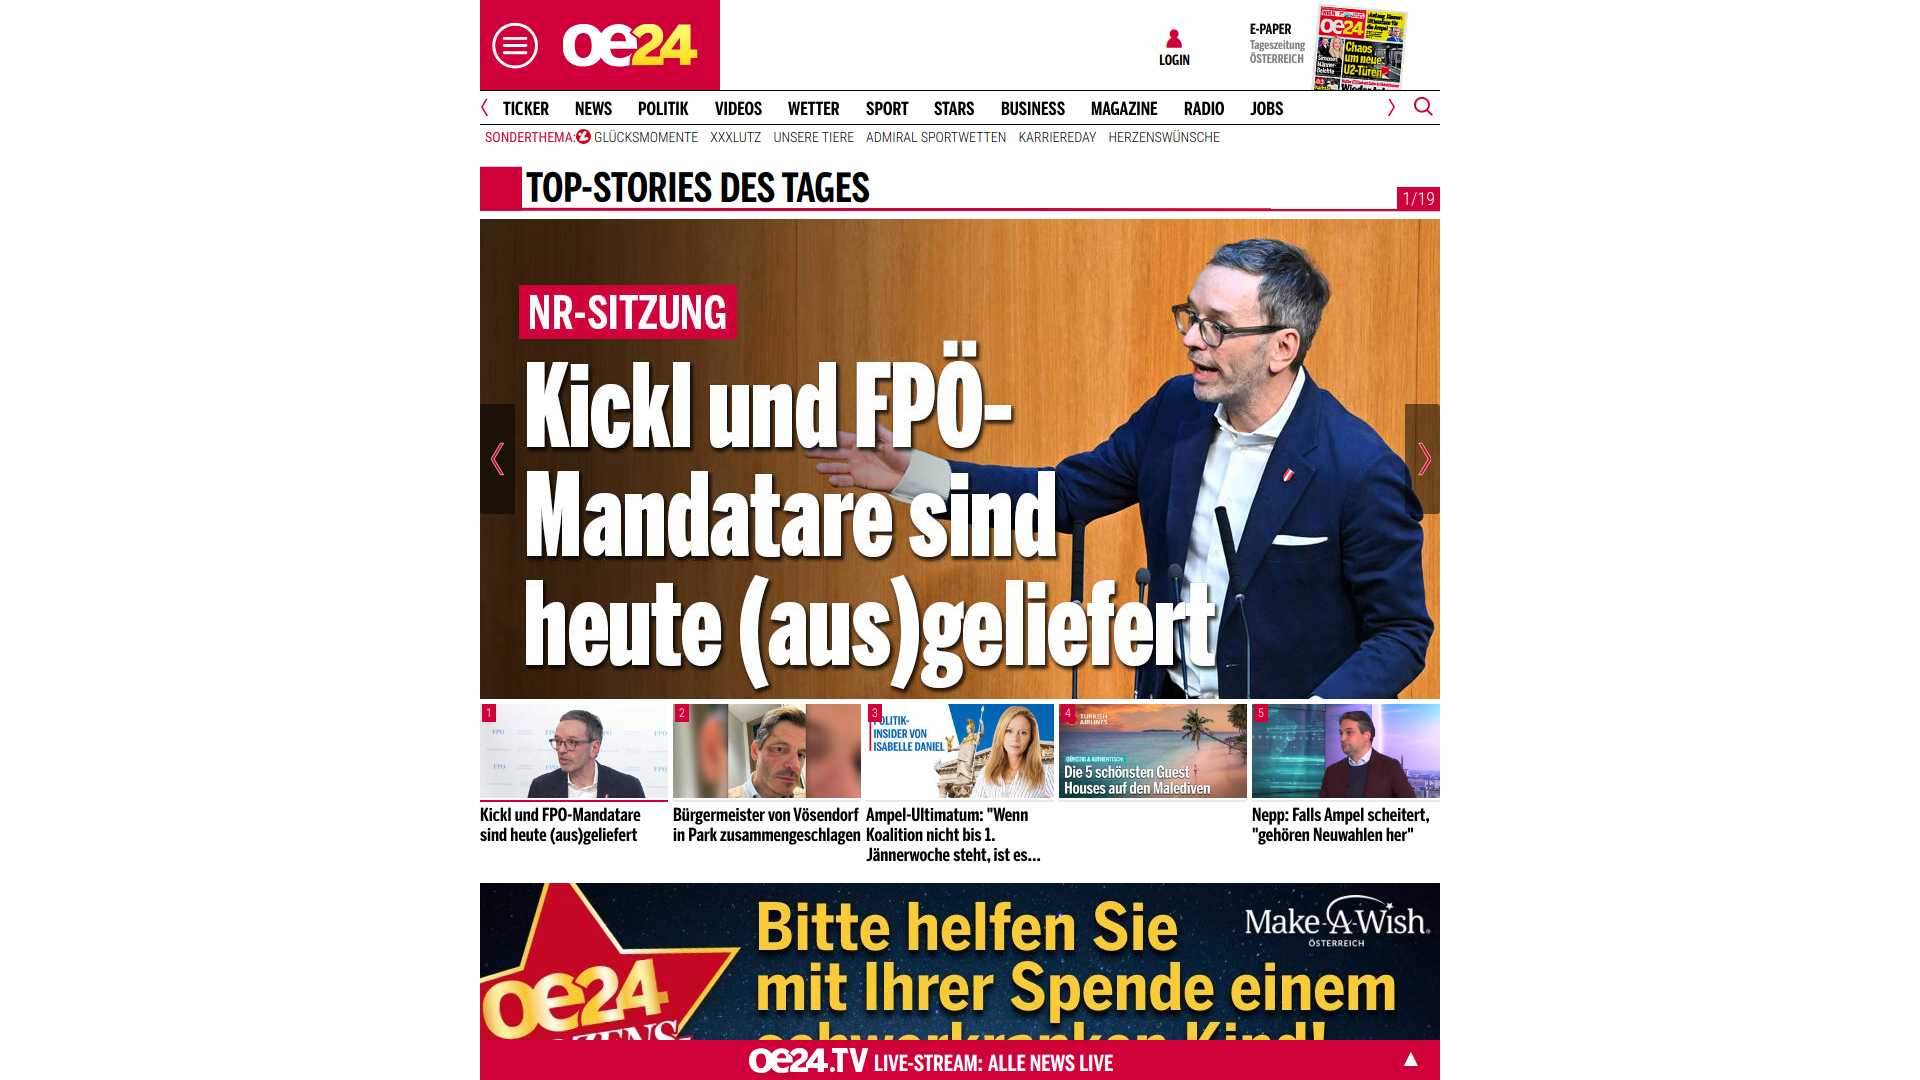 oe24
LOGIN
E-PAPER
Tageszeitung
ÖSTERREICH
oe24
Chaos
um neue
U2-Türen
TICKER NEWS POLITIK VIDEOS WETTER SPORT STARS BUSINESS MAGAZINE RADIO JOBS
SONDERTHEMA: GLÜCKSMOMENTE XXXLUTZ UNSERE TIERE ADMIRAL SPORTWETTEN KARRIEREDAY HERZENSWÜNSCHE
TOP-STORIES DES TAGES
1/19
NR-SITZUNG
Kickl und FPÖ-
Mandatare sind
heute (aus)geliefert
1
FPÖ
Kickl und FPÖ-Mandatare
sind heute (aus)geliefert
2
Bürgermeister von Vösendorf
in Park zusammengeschlagen
3
POLITIK-
INSIDER VON
ISABELLE DANIEL
Ampel-Ultimatum: "Wenn
Koalition nicht bis 1.
Jännerwoche steht, ist es...
4
TURKISH
AIRLINES
GÜNSTIG & AUTHENTISCH:
Die 5 schönsten Guest
Houses auf den Malediven
5
Nepp: Falls Ampel scheitert,
"gehören Neuwahlen her"
oe24
Bitte helfen Sie
mit Ihrer Spende einem
schwerkranken Kind!
Make-A-Wish®
ÖSTERREICH
oe24.TV LIVE-STREAM: ALLE NEWS LIVE